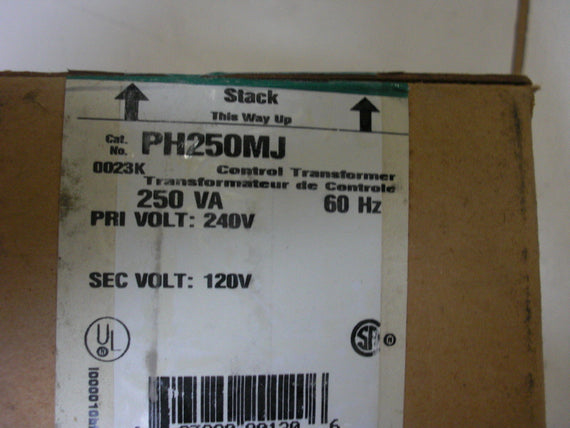 Stack
This Way Up
Cat. No. PH250MJ
0023K Control Transformer
Transformateur de Controle
250 VA 60 Hz
PRI VOLT: 240V
SEC VOLT: 120V
UL